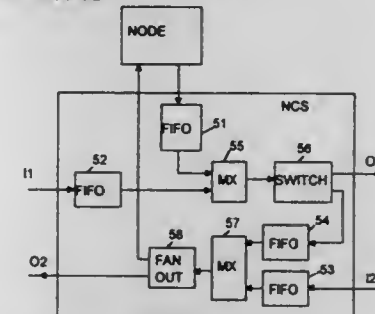 NODE
NCS
FIFO
51
55
56
I1
52
FIFO
MX
SWITCH
O
58
57
54
FIFO
O2
FAN
OUT
MX
53
FIFO
I2